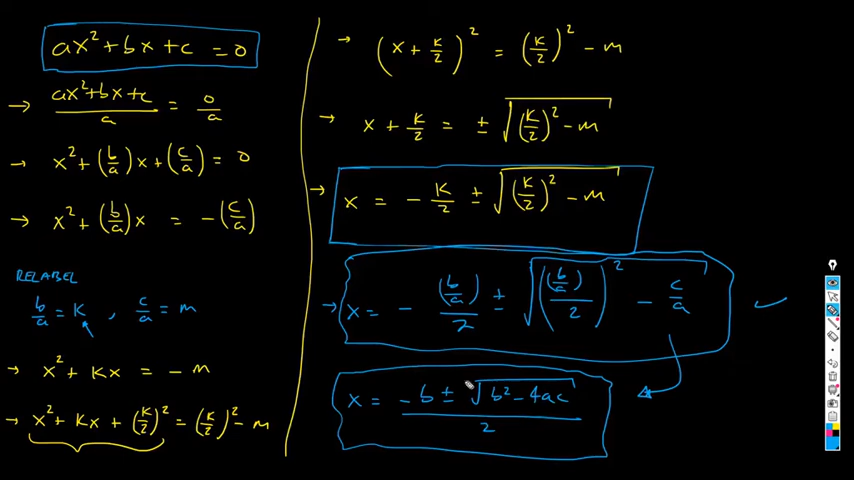 ax²+bx+c = 0
→ (ax²+bx+c)/a = 0/a
→ x²+(b/a)x+(c/a) = 0
→ x²+(b/a)x = -(c/a)
RELABEL
b/a = K , c/a = m
→ x²+Kx = -m
→ x²+Kx+(K/2)² = (K/2)²-m
→ (x+K/2)² = (K/2)²-m
→ x+K/2 = ±√((K/2)²-m)
→ x = -K/2 ± √((K/2)²-m)
→ x = -(b/a)/2 ± √(((b/a)/2)² - c/a) ✓
x = (-b ± √(b²-4ac))/2